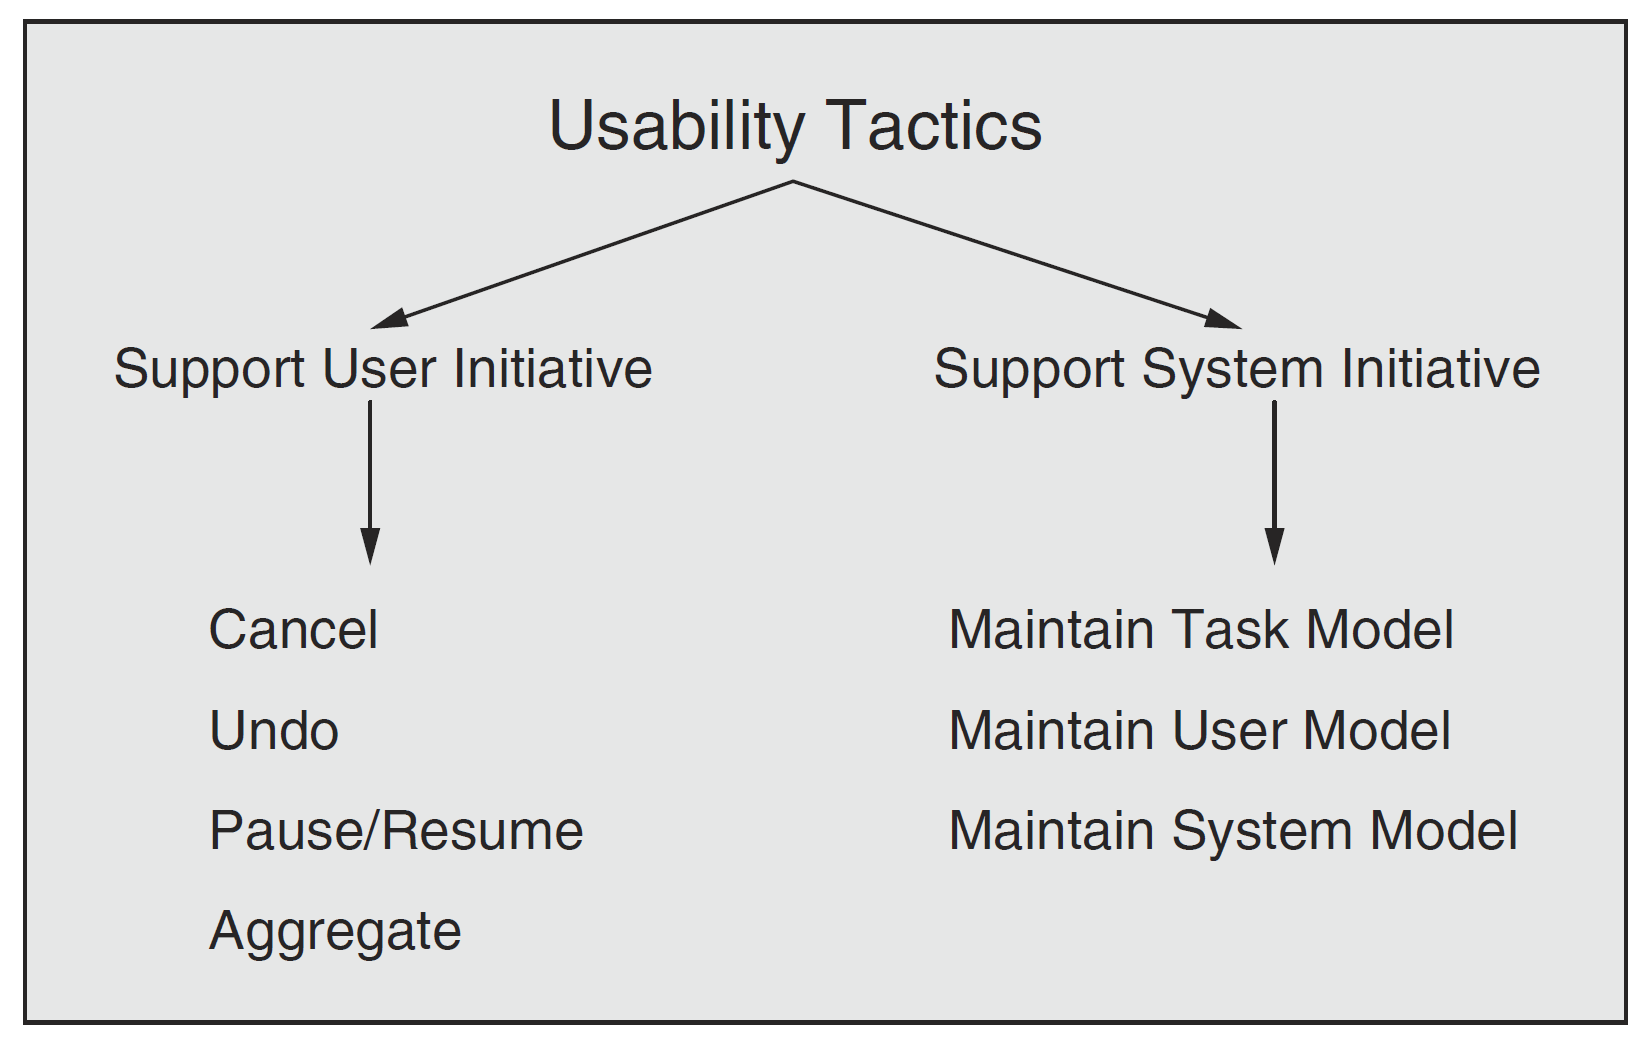 Usability Tactics
Support User Initiative
Support System Initiative
Cancel
Undo
Pause/Resume
Aggregate
Maintain Task Model
Maintain User Model
Maintain System Model